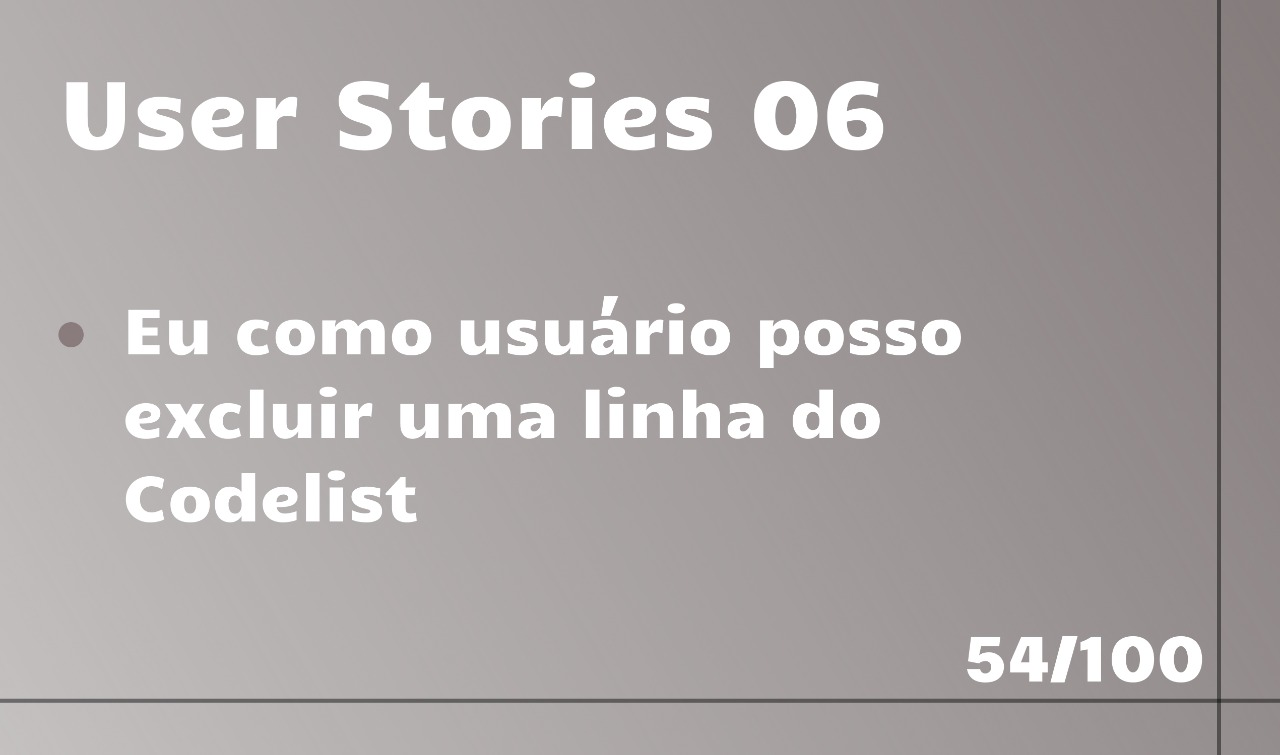 User Stories 06
Eu como usuário posso
excluir uma linha do
Codelist
54/100